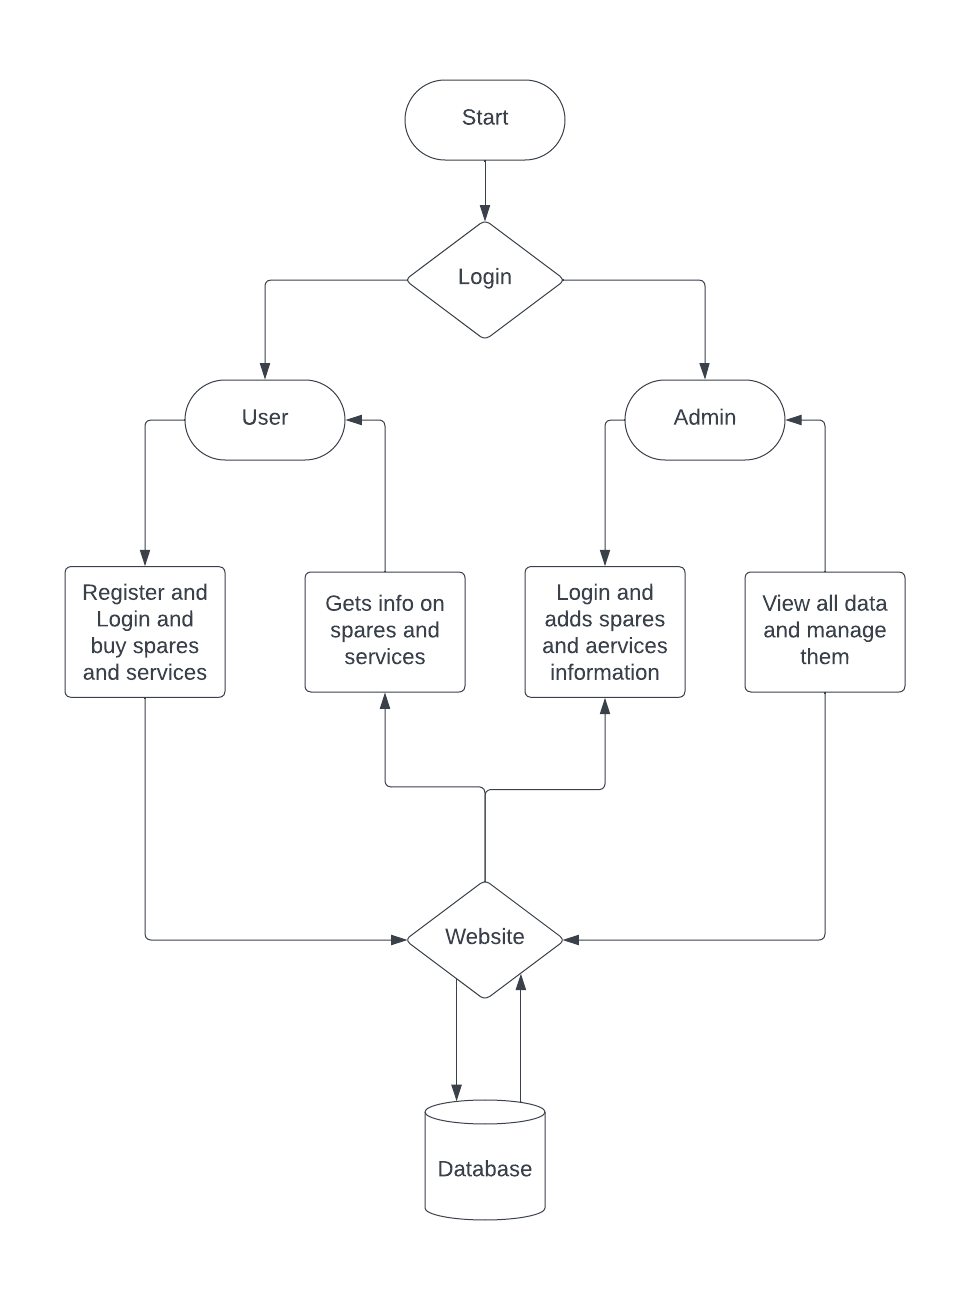 Start
Login
User
Admin
Register and
Login and
buy spares
and services
Gets info on
spares and
services
Login and
adds spares
and aervices
information
View all data
and manage
them
Website
Database